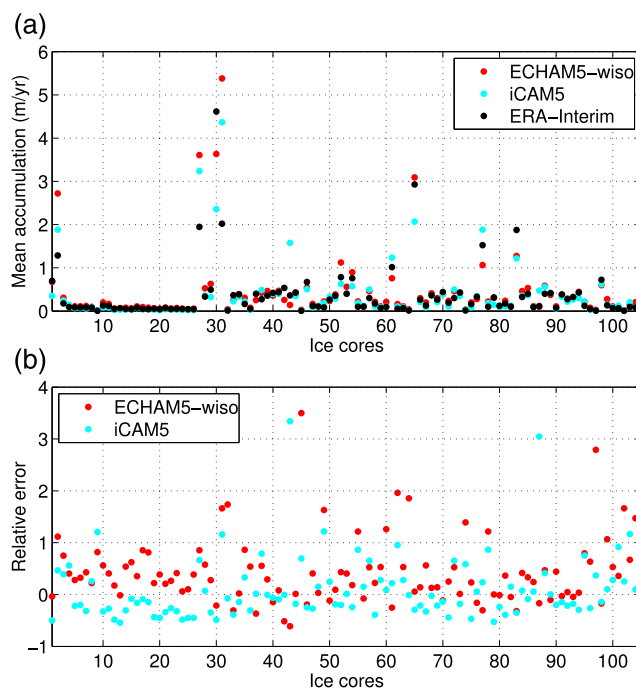 (a)
6
5
4
3
2
1
0
Mean accumulation (m/yr)
ECHAM5-wiso
iCAM5
ERA-Interim
10 20 30 40 50 60 70 80 90 100
Ice cores
(b)
4
3
2
1
0
-1
Relative error
ECHAM5-wiso
iCAM5
10 20 30 40 50 60 70 80 90 100
Ice cores